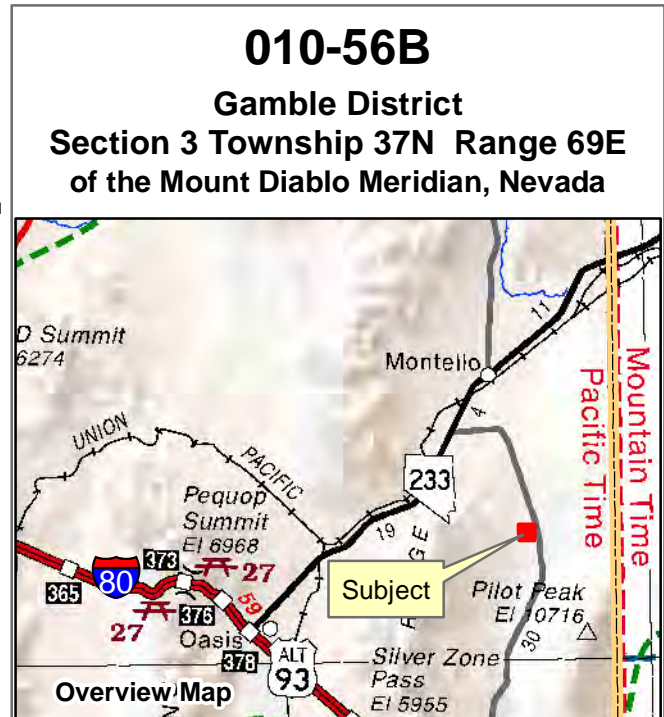 010-56B
Gamble District
Section 3 Township 37N Range 69E
of the Mount Diablo Meridian, Nevada
D Summit
6274
Montello
11
4
Mountain Time
Pacific Time
UNION
PACIFIC
233
Pequop
Summit
El 6968
19
GE
373
27
80
365
59
Subject
376
27
Pilot Peak
El 10716
Oasis
378
30
ALT
93
Silver Zone
Pass
El 5955
Overview Map